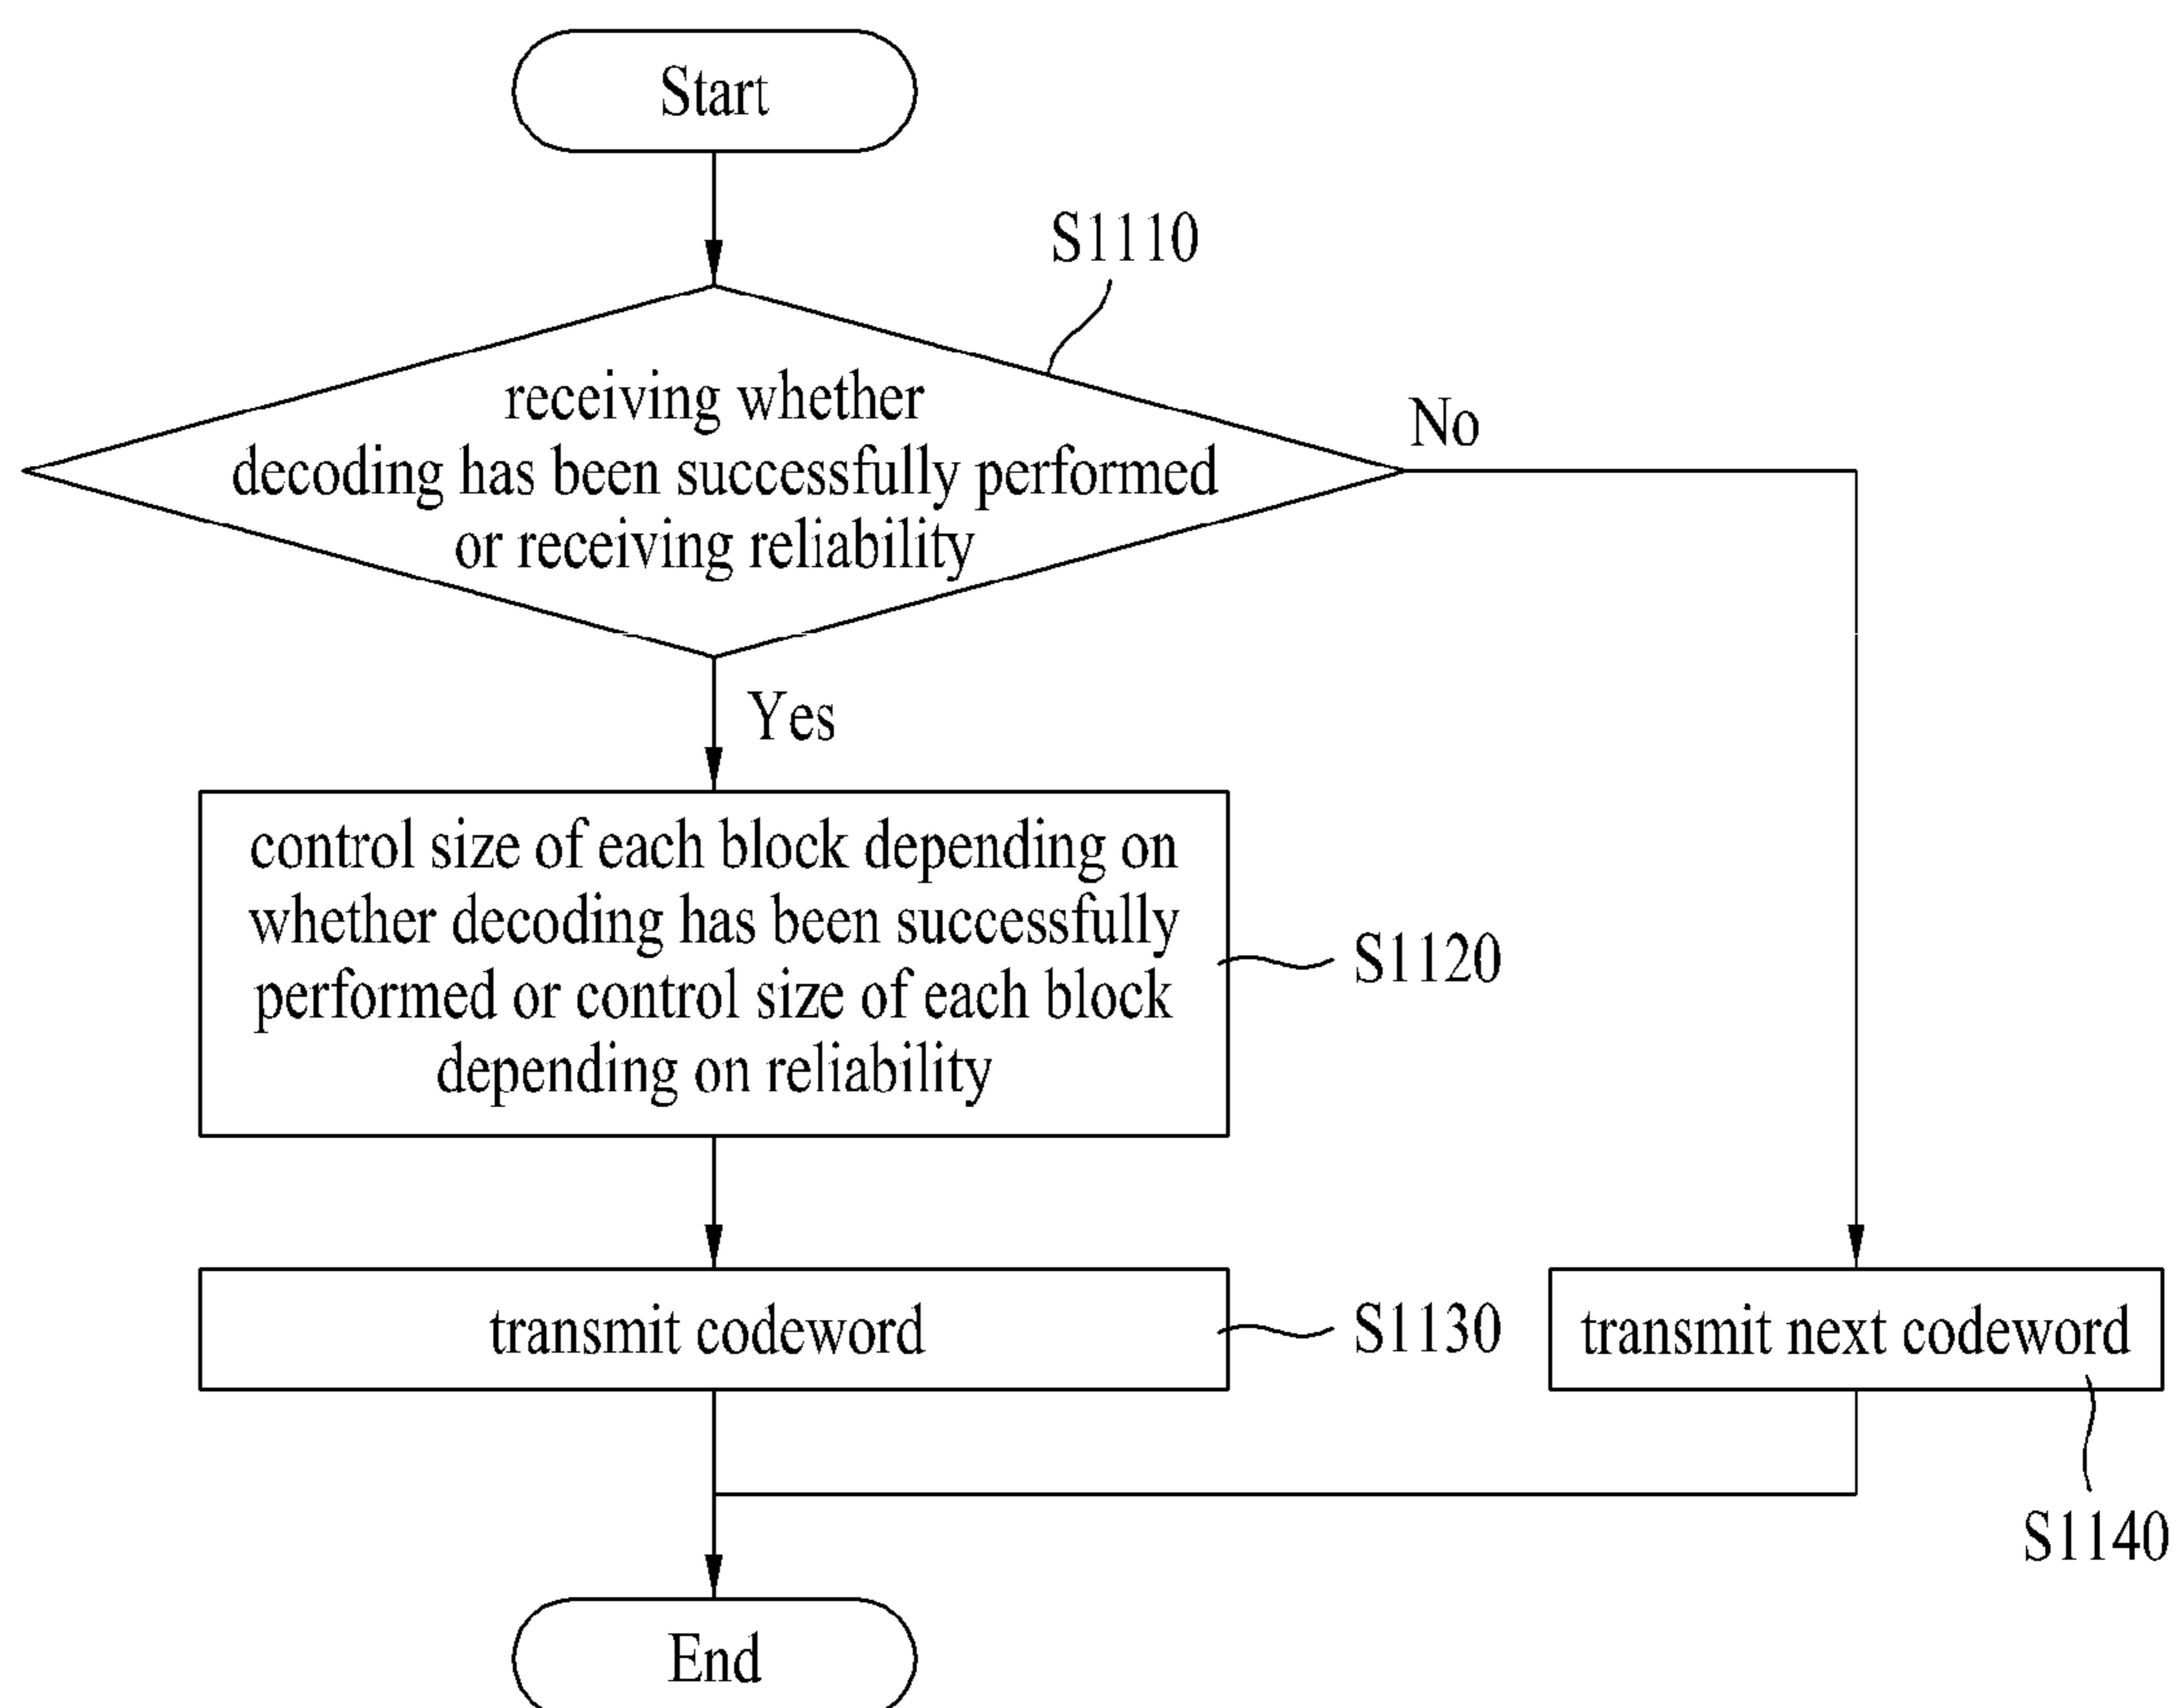 Start
S1110
receiving whether
decoding has been successfully performed
or receiving reliability
No
Yes
control size of each block depending on
whether decoding has been successfully
performed or control size of each block
depending on reliability
S1120
transmit codeword
S1130
transmit next codeword
S1140
End